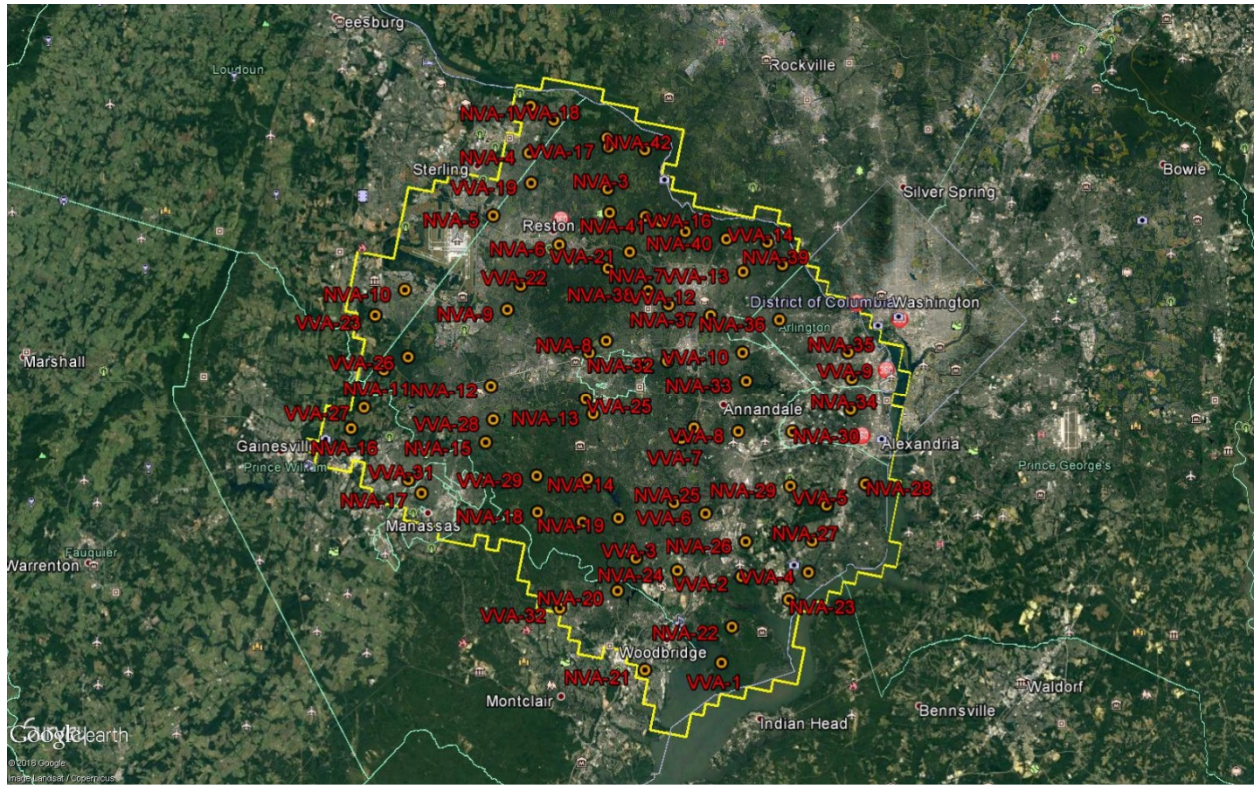 Leesburg
Rockville
Loudoun
NVA-1
VVA-18
NVA-42
VVA-17
NVA-4
Sterling
Bowie
VVA-19
NVA-3
Silver Spring
NVA-5
Reston
NVA-41
VVA-16
NVA-40
VVA-14
NVA-6
VVA-21
NVA-39
VVA-22
NVA-7
VVA-13
NVA-10
NVA-38
VVA-12
District of Columbia
Washington
NVA-9
VVA-23
NVA-37
NVA-36
Arlington
NVA-8
NVA-35
Marshall
VVA-26
NVA-32
VVA-10
VVA-9
NVA-11
NVA-12
NVA-33
VVA-27
VVA-25
Annandale
NVA-34
NVA-13
VVA-28
VVA-8
NVA-30
Gainesville
NVA-16
NVA-15
Alexandria
VVA-7
Prince William
Prince George's
VVA-31
VVA-29
NVA-14
NVA-29
NVA-28
NVA-17
NVA-25
VVA-5
NVA-18
VVA-6
Manassas
NVA-19
NVA-27
NVA-26
Fauquier
VVA-3
Warrenton
NVA-24
VVA-2
VVA-4
NVA-20
NVA-23
VVA-32
NVA-22
Woodbridge
NVA-21
VVA-1
Waldorf
Montclair
Bennsville
Indian Head
Google earth
© 2018 Google
Image Landsat / Copernicus